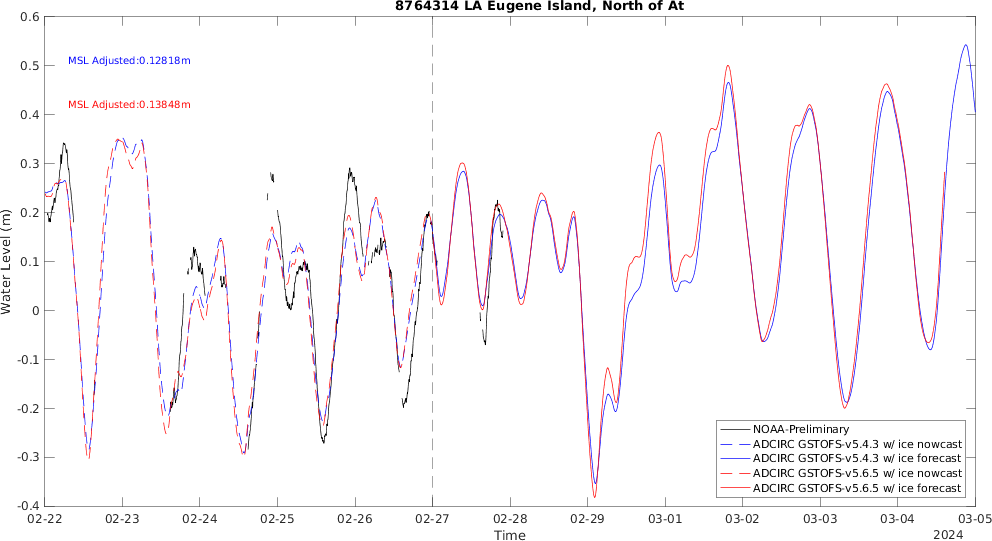 8764314 LA Eugene Island, North of At
MSL Adjusted:0.12818m
MSL Adjusted:0.13848m
Water Level (m)
0.6
0.5
0.4
0.3
0.2
0.1
0
-0.1
-0.2
-0.3
-0.4
NOAA-Preliminary
ADCIRC GSTOFS-v5.4.3 w/ ice nowcast
ADCIRC GSTOFS-v5.4.3 w/ ice forecast
ADCIRC GSTOFS-v5.6.5 w/ ice nowcast
ADCIRC GSTOFS-v5.6.5 w/ ice forecast
02-22 02-23 02-24 02-25 02-26 02-27 02-28 02-29 03-01 03-02 03-03 03-04 03-05
Time
2024